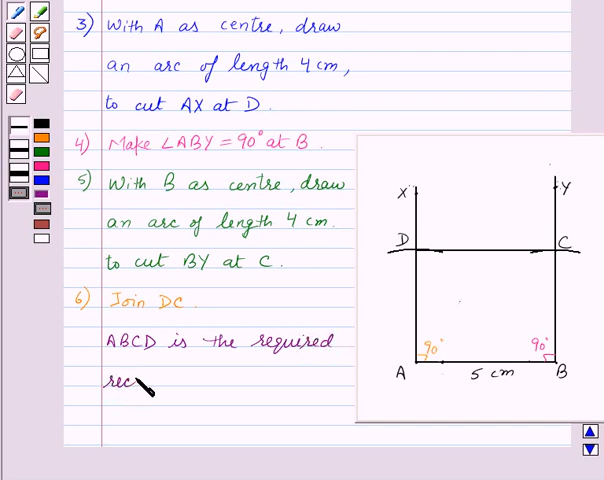 3) With A as centre, draw
an arc of length 4 cm,
to cut AX at D.
4) Make ∠ABY = 90° at B.
5) With B as centre, draw
an arc of length 4 cm.
to cut BY at C.
6) Join DC.
ABCD is the required
rec
X Y
D C
90° 90°
A 5 cm B